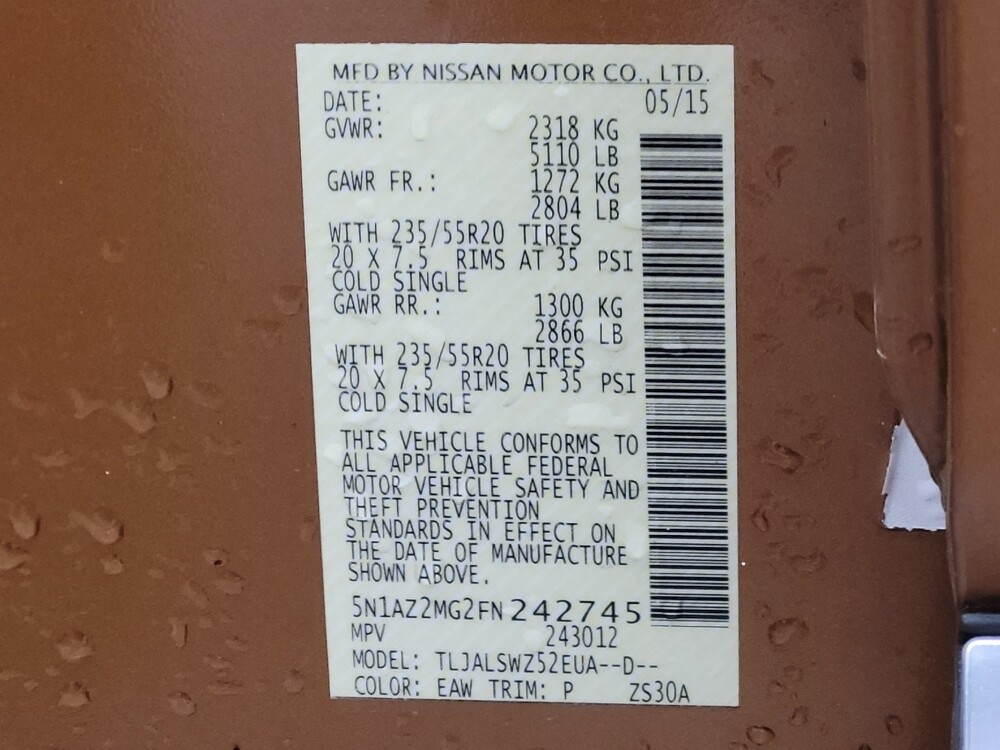 MFD BY NISSAN MOTOR CO., LTD.
DATE: 05/15
GVWR: 2318 KG
5110 LB
GAWR FR.: 1272 KG
2804 LB
WITH 235/55R20 TIRES
20 X 7.5 RIMS AT 35 PSI
COLD SINGLE
GAWR RR.: 1300 KG
2866 LB
WITH 235/55R20 TIRES
20 X 7.5 RIMS AT 35 PSI
COLD SINGLE
THIS VEHICLE CONFORMS TO
ALL APPLICABLE FEDERAL
MOTOR VEHICLE SAFETY AND
THEFT PREVENTION
STANDARDS IN EFFECT ON
THE DATE OF MANUFACTURE
SHOWN ABOVE.
5N1AZ2MG2FN242745
MPV 243012
MODEL: TLJALSWZ52EUA--D--
COLOR: EAW TRIM: P ZS30A